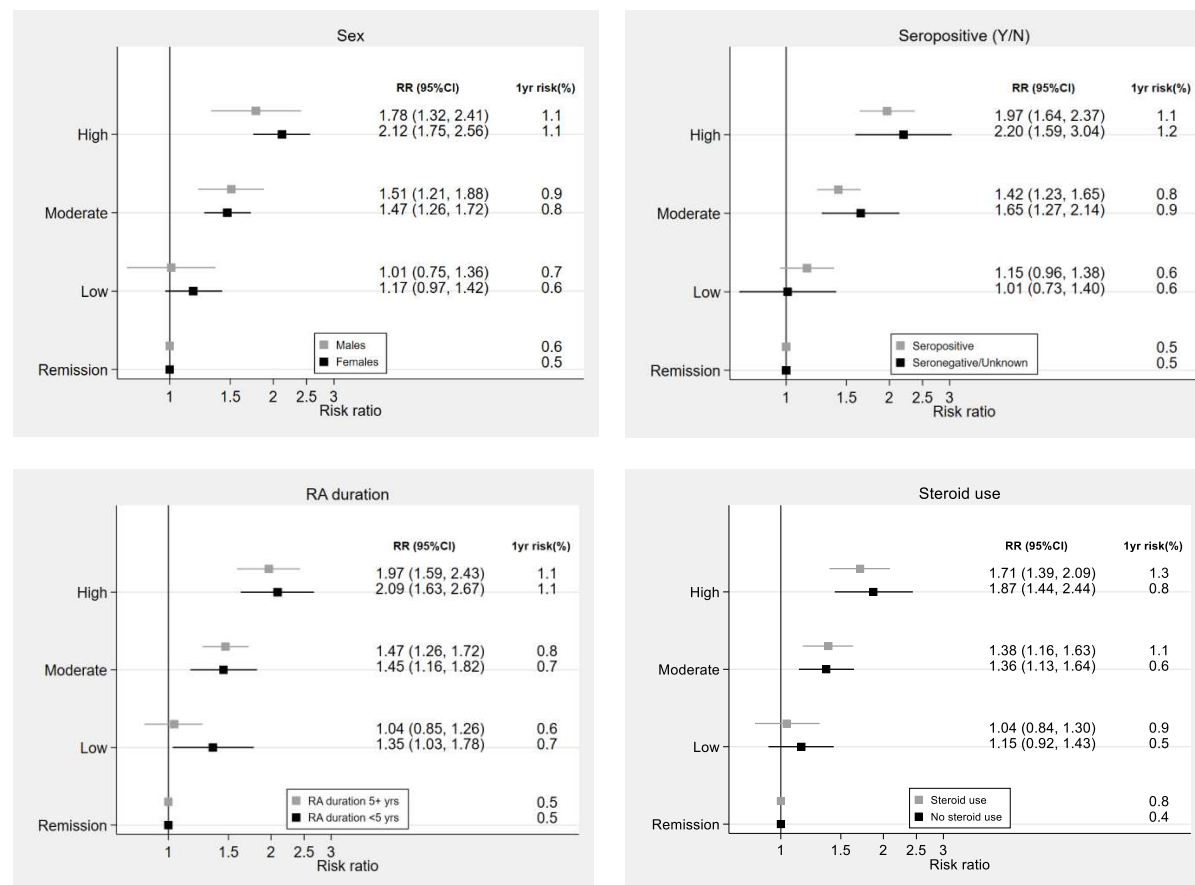 Sex
RR (95%CI) 1yr risk(%)
1.78 (1.32, 2.41) 1.1
High 2.12 (1.75, 2.56) 1.1
1.51 (1.21, 1.88) 0.9
Moderate 1.47 (1.26, 1.72) 0.8
1.01 (0.75, 1.36) 0.7
Low 1.17 (0.97, 1.42) 0.6
Males 0.6
Remission Females 0.5
1 1.5 2 2.5 3
Risk ratio
Seropositive (Y/N)
RR (95%CI) 1yr risk(%)
1.97 (1.64, 2.37) 1.1
High 2.20 (1.59, 3.04) 1.2
1.42 (1.23, 1.65) 0.8
Moderate 1.65 (1.27, 2.14) 0.9
1.15 (0.96, 1.38) 0.6
Low 1.01 (0.73, 1.40) 0.6
Seropositive 0.5
Remission Seronegative/Unknown 0.5
1 1.5 2 2.5 3
Risk ratio
RA duration
RR (95%CI) 1yr risk(%)
1.97 (1.59, 2.43) 1.1
High 2.09 (1.63, 2.67) 1.1
1.47 (1.26, 1.72) 0.8
Moderate 1.45 (1.16, 1.82) 0.7
1.04 (0.85, 1.26) 0.6
Low 1.35 (1.03, 1.78) 0.7
RA duration 5+ yrs 0.5
Remission RA duration <5 yrs 0.5
1 1.5 2 2.5 3
Risk ratio
Steroid use
RR (95%CI) 1yr risk(%)
1.71 (1.39, 2.09) 1.3
High 1.87 (1.44, 2.44) 0.8
1.38 (1.16, 1.63) 1.1
Moderate 1.36 (1.13, 1.64) 0.6
1.04 (0.84, 1.30) 0.9
Low 1.15 (0.92, 1.43) 0.5
Steroid use 0.8
Remission No steroid use 0.4
1 1.5 2 2.5 3
Risk ratio